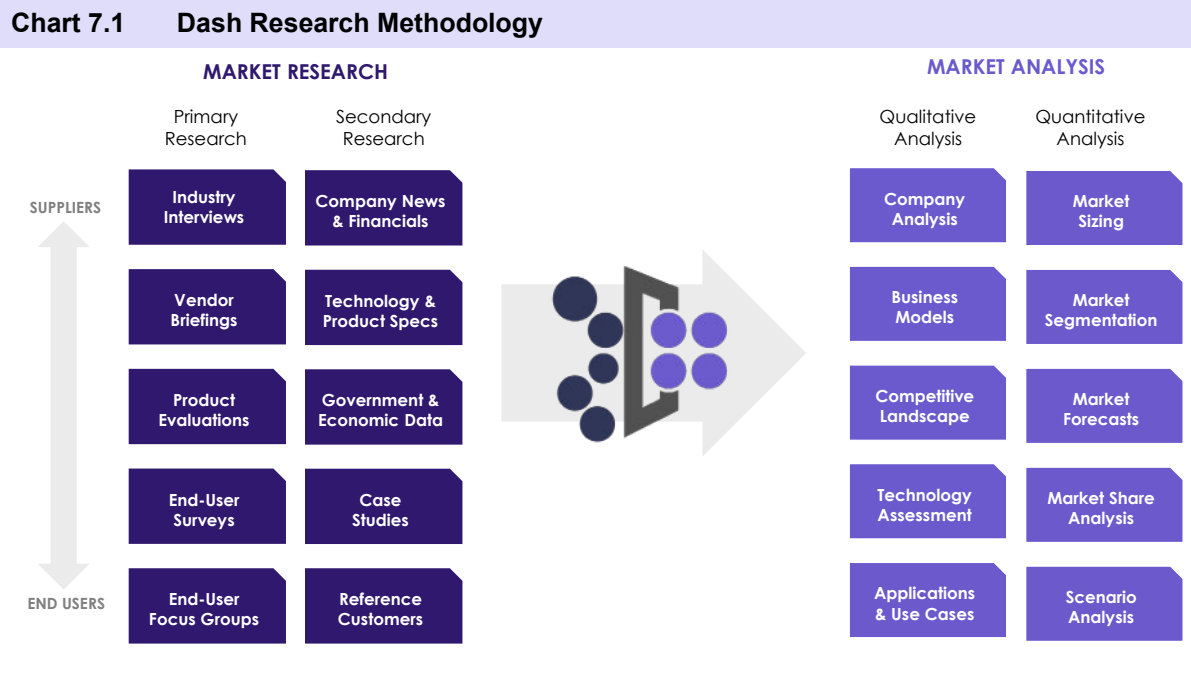 Chart 7.1 Dash Research Methodology
MARKET RESEARCH
MARKET ANALYSIS
Primary
Research
Secondary
Research
Qualitative
Analysis
Quantitative
Analysis
SUPPLIERS
END USERS
Industry
Interviews
Company News
& Financials
Vendor
Briefings
Technology &
Product Specs
Product
Evaluations
Government &
Economic Data
End-User
Surveys
Case
Studies
End-User
Focus Groups
Reference
Customers
Company
Analysis
Market
Sizing
Business
Models
Market
Segmentation
Competitive
Landscape
Market
Forecasts
Technology
Assessment
Market Share
Analysis
Applications
& Use Cases
Scenario
Analysis